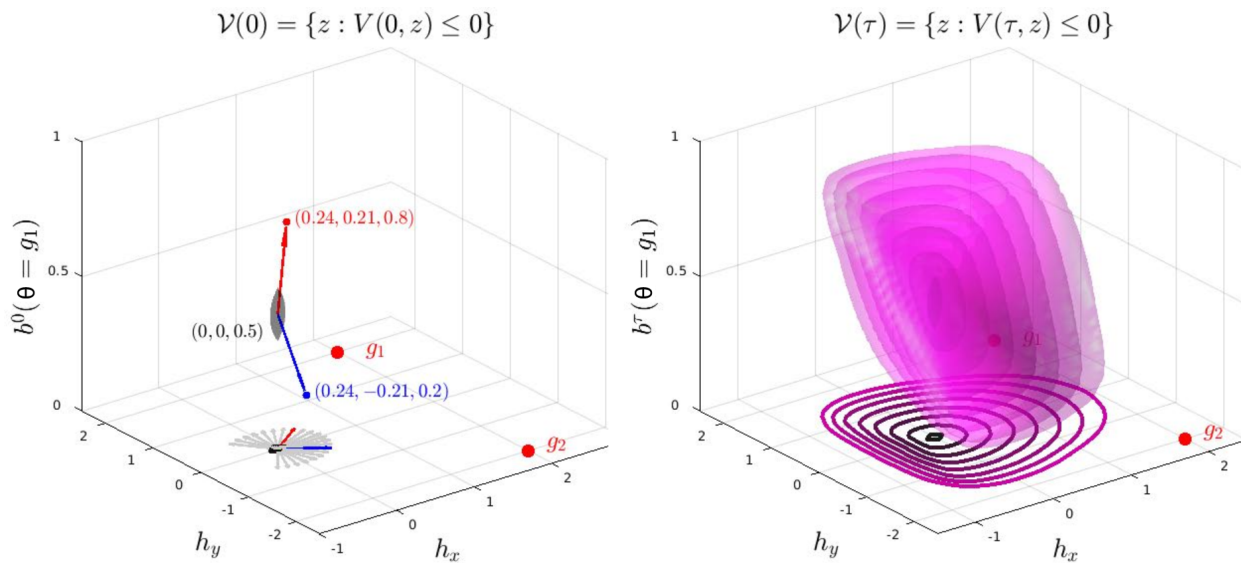 𝒱(0) = {z : V(0, z) ≤ 0}
1
0.5
0
b⁰(θ = g₁)
(0.24, 0.21, 0.8)
(0, 0, 0.5)
g₁
(0.24, −0.21, 0.2)
g₂
2
1
0
-1
-2
h_y
-1
0
1
2
h_x
𝒱(τ) = {z : V(τ, z) ≤ 0}
1
0.5
0
b^τ(θ = g₁)
g₁
g₂
2
1
0
-1
-2
h_y
-1
0
1
2
h_x